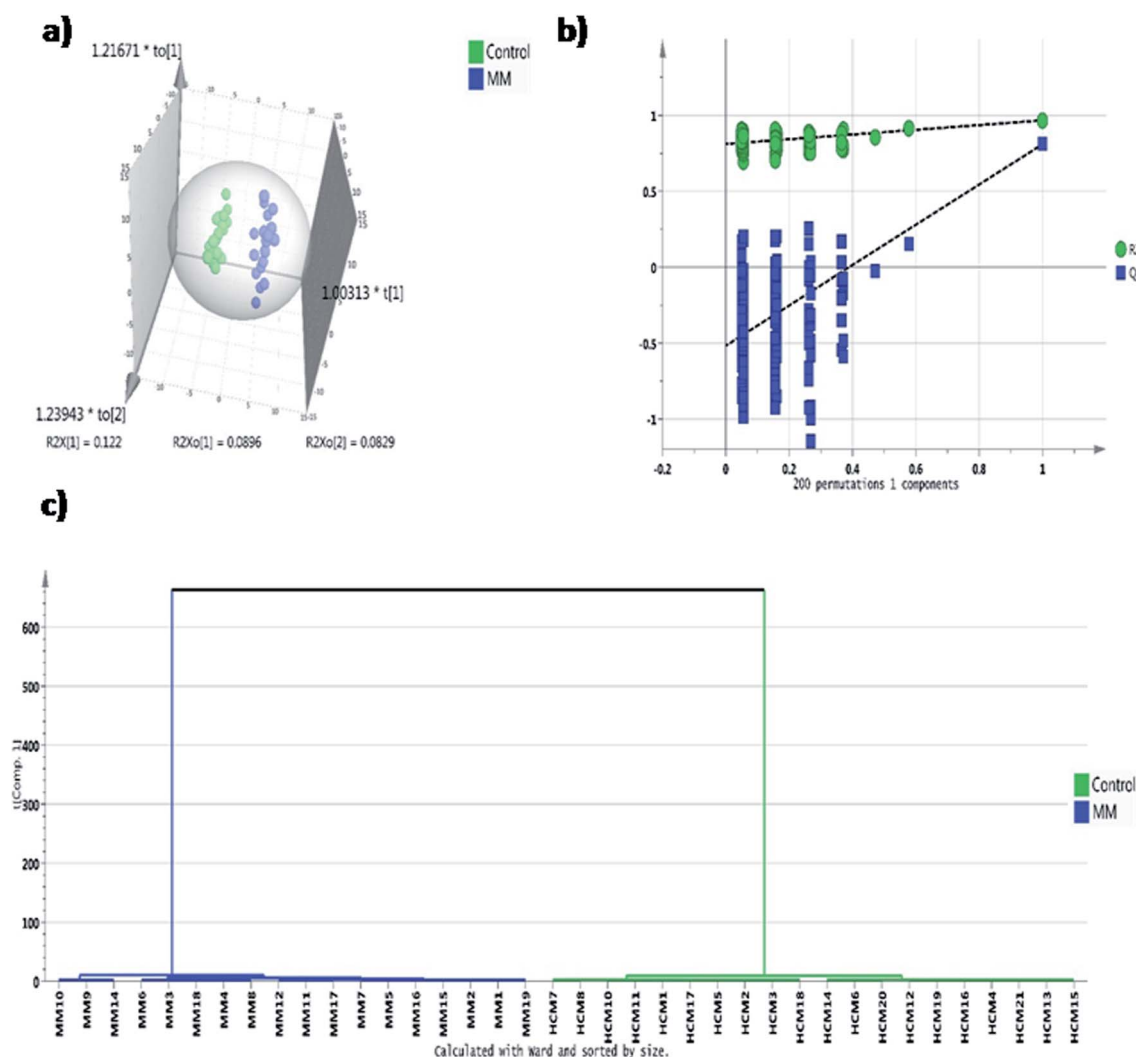 a)
1.21671 * to[1]
Control
MM
1.00313 * t[1]
1.23943 * to[2]
R2X[1] = 0.122 R2Xo[1] = 0.0896 R2Xo[2] = 0.0829
b)
1
0.5
0
-0.5
-1
-0.2 0 0.2 0.4 0.6 0.8 1
200 permutations 1 components
R
Q
c)
600
500
400
300
200
100
0
t[Comp. 1]
Control
MM
MM10
MM9
MM14
MM6
MM3
MM18
MM4
MM8
MM12
MM11
MM17
MM7
MM5
MM16
MM15
MM2
MM1
MM19
HCM7
HCM8
HCM10
HCM11
HCM1
HCM17
HCM5
HCM2
HCM3
HCM18
HCM14
HCM6
HCM20
HCM12
HCM19
HCM16
HCM4
HCM21
HCM13
HCM15
Calculated with Ward and sorted by size.